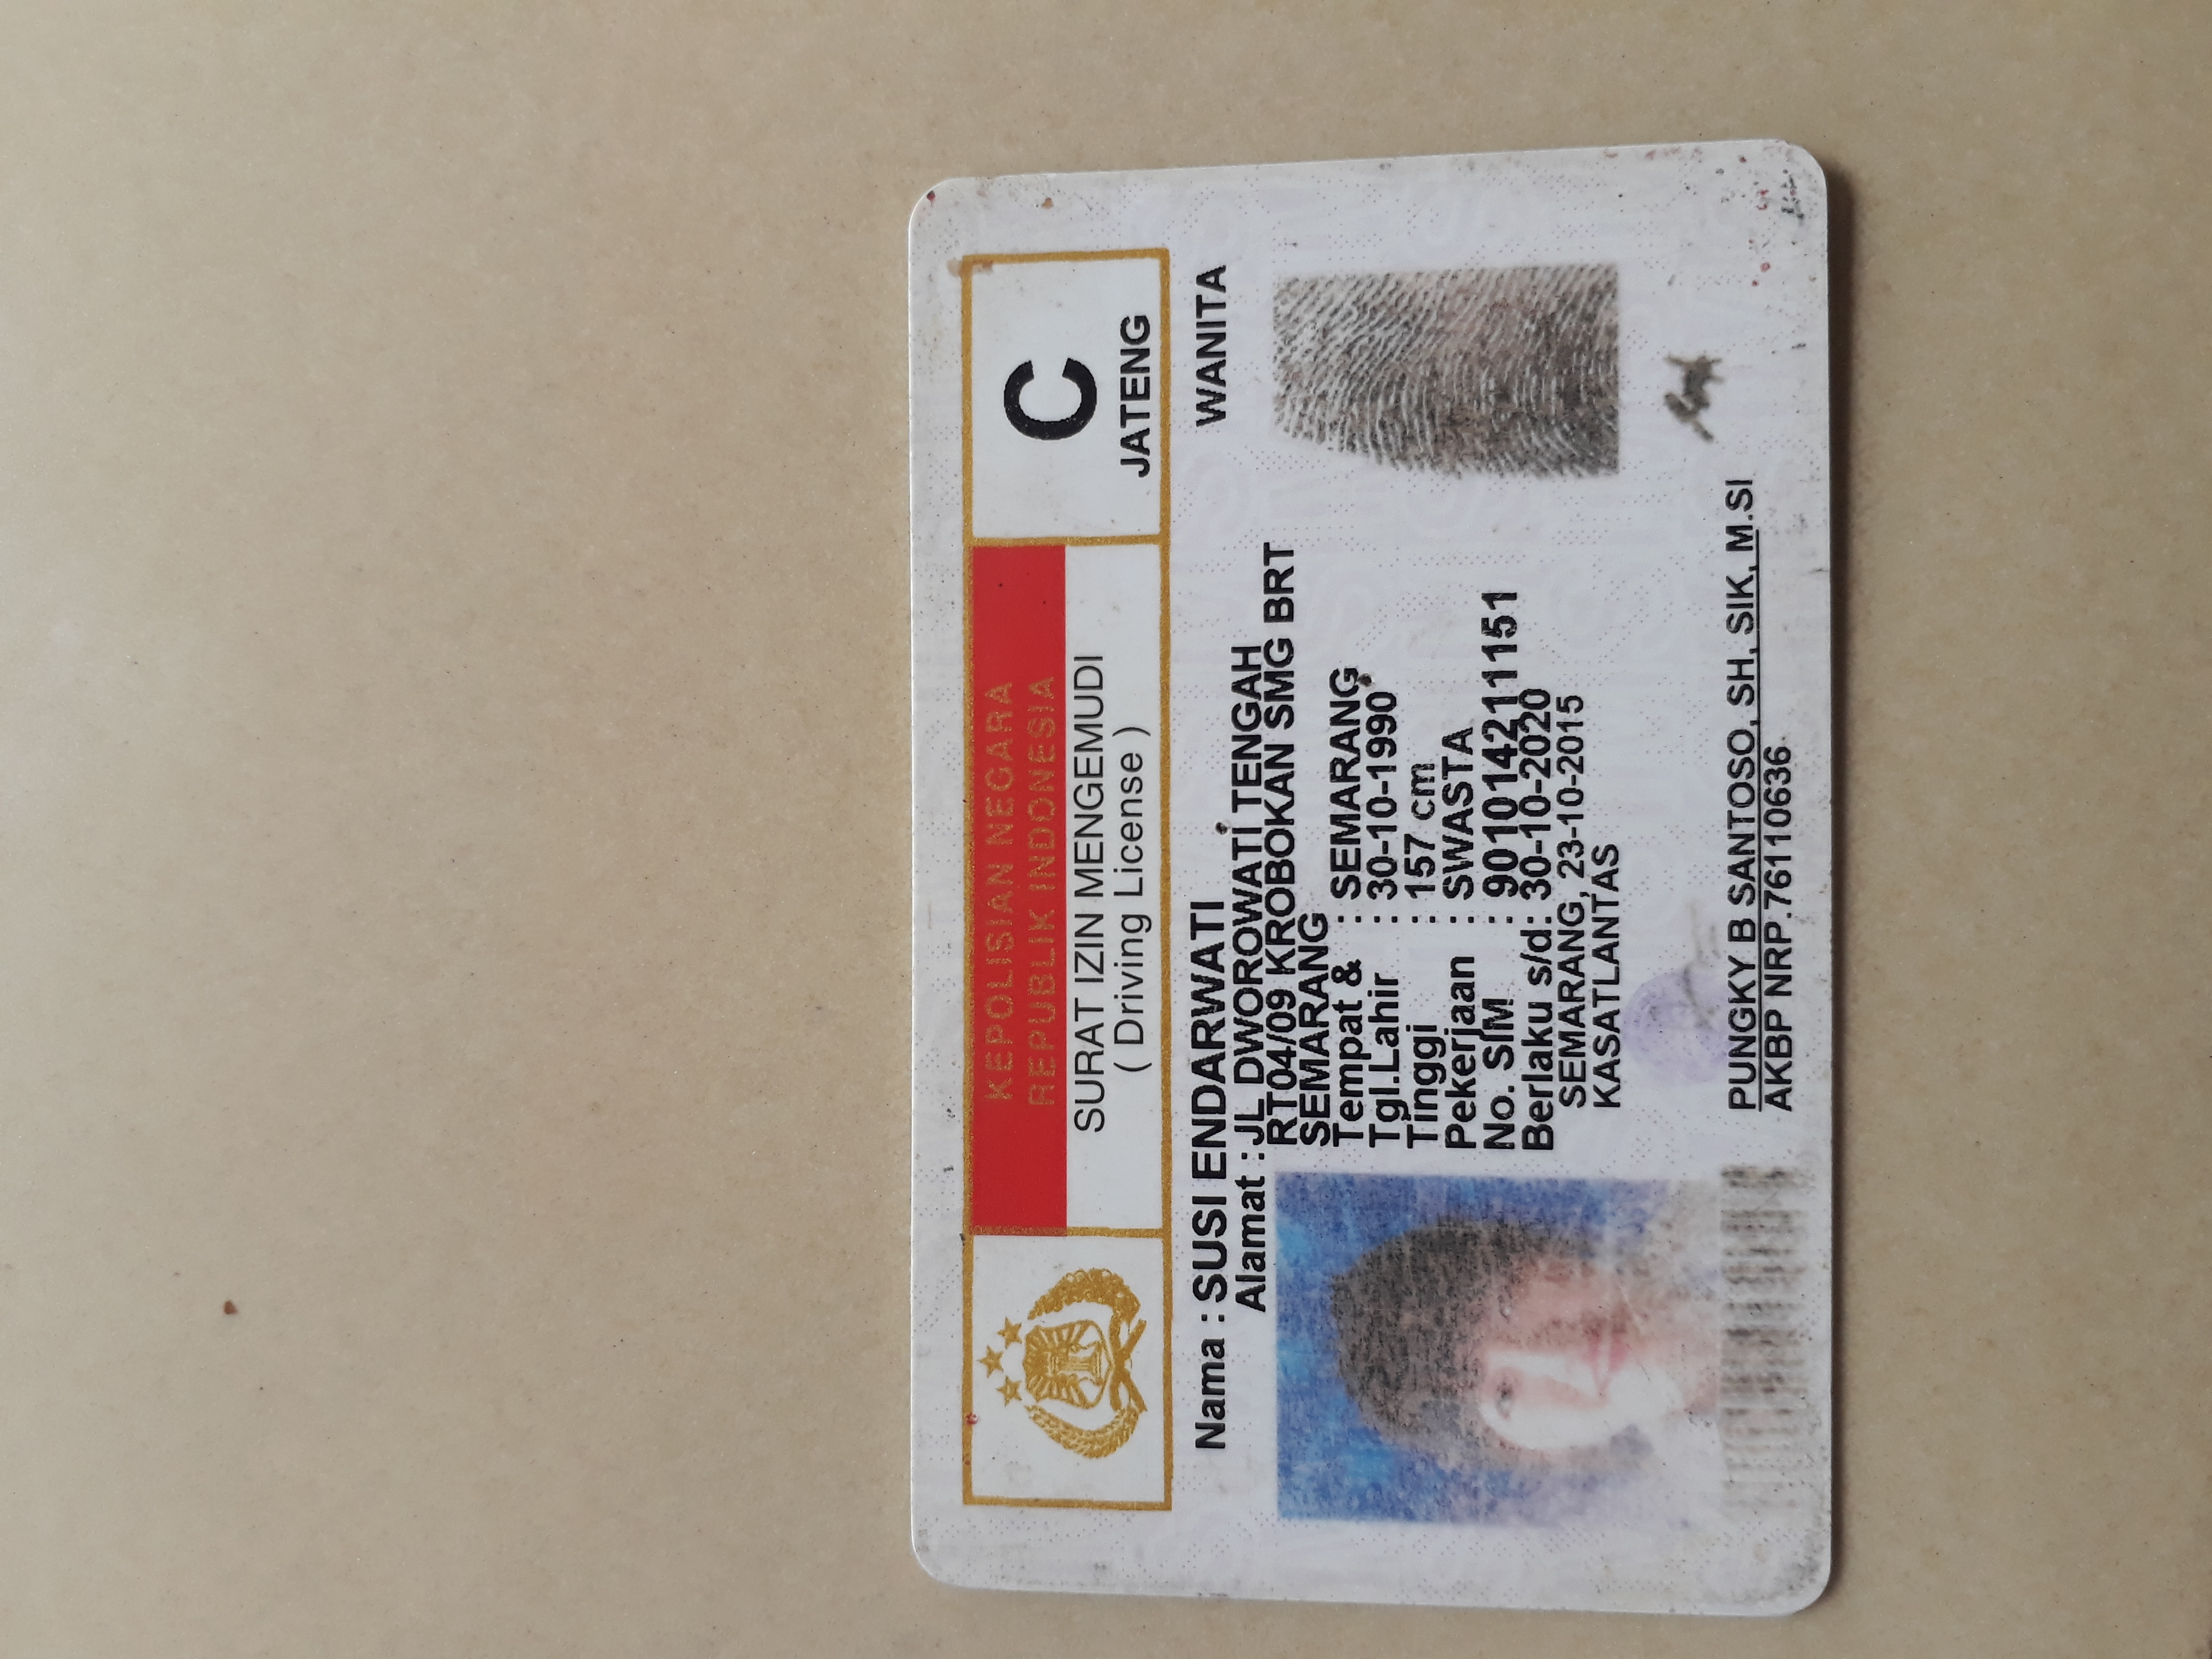 KEPOLISIAN NEGARA
REPUBLIK INDONESIA
SURAT IZIN MENGEMUDI
( Driving License )
C
JATENG
Nama : SUSI ENDARWATI
WANITA
Alamat : JL DWOROWATI TENGAH
RT04/09 KROBOKAN SMG BRT
SEMARANG
Tempat & : SEMARANG
Tgl.Lahir : 30-10-1990
Tinggi : 157 cm
Pekerjaan : SWASTA
No. SIM : 901014211151
Berlaku s/d : 30-10-2020
SEMARANG, 23-10-2015
KASATLANTAS
PUNGKY B SANTOSO, SH, SIK, M.SI
AKBP NRP.76110636